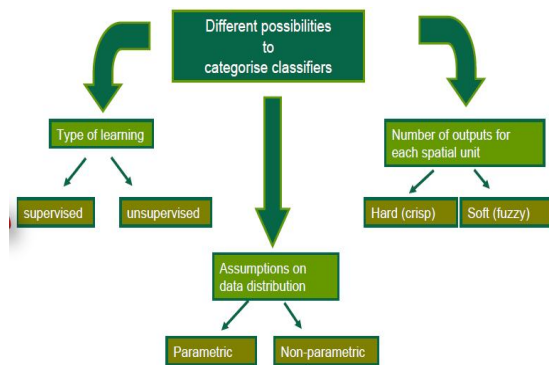 Different possibilities
to
categorise classifiers
Type of learning
supervised
unsupervised
Number of outputs for
each spatial unit
Hard (crisp)
Soft (fuzzy)
Assumptions on
data distribution
Parametric
Non-parametric